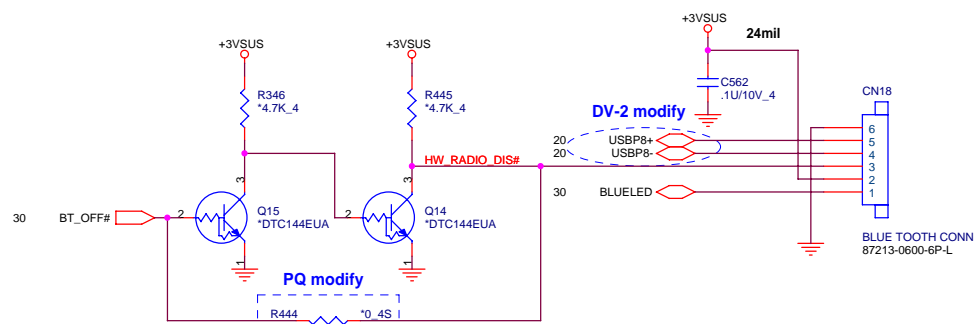 +3VSUS
+3VSUS
+3VSUS
24mil
R346
*4.7K_4
R445
*4.7K_4
C562
.1U/10V_4
CN18
DV-2 modify
20
USBP8+
20
USBP8-
HW_RADIO_DIS#
6
5
4
3
2
1
3
3
30
BT_OFF#
2
Q15
*DTC144EUA
2
Q14
*DTC144EUA
30
BLUELED
1
1
BLUE TOOTH CONN
87213-0600-6P-L
PQ modify
R444
*0_4S